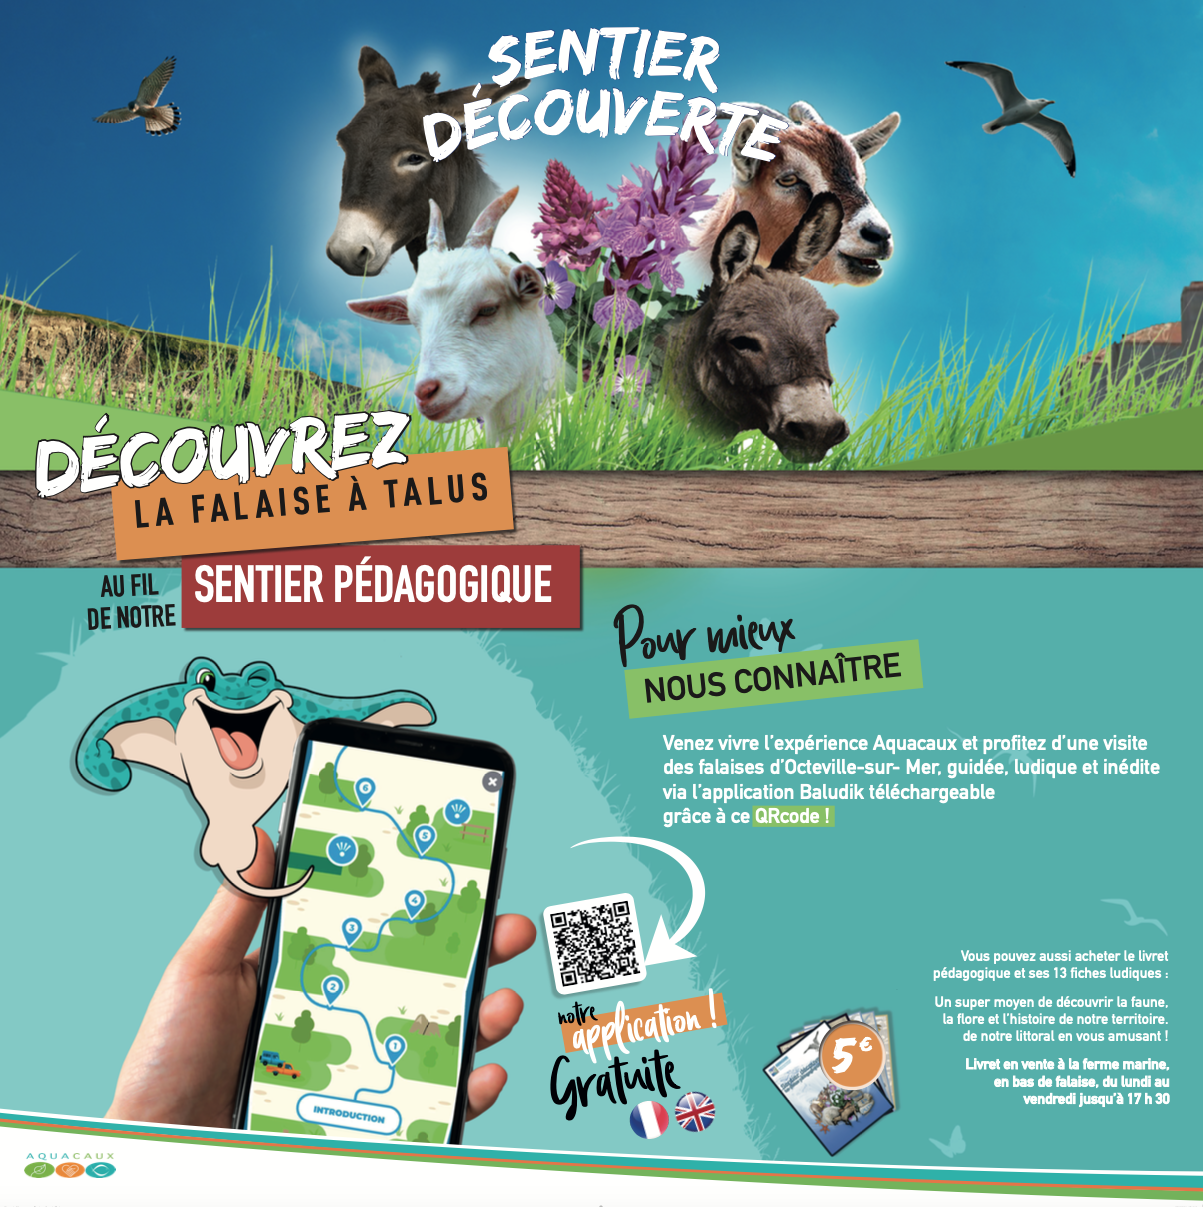 SENTIER
DÉCOUVERTE
DÉCOUVREZ
LA FALAISE À TALUS
AU FIL
DE NOTRE
SENTIER PÉDAGOGIQUE
Pour mieux
NOUS CONNAÎTRE
Venez vivre l'expérience Aquacaux et profitez d'une visite
des falaises d'Octeville-sur- Mer, guidée, ludique et inédite
via l'application Baludik téléchargeable
grâce à ce QRcode !
6
5
4
3
2
1
INTRODUCTION
notre
application !
Gratuite
Vous pouvez aussi acheter le livret
pédagogique et ses 13 fiches ludiques :
Un super moyen de découvrir la faune,
la flore et l'histoire de notre territoire.
de notre littoral en vous amusant !
Livret en vente à la ferme marine,
en bas de falaise, du lundi au
vendredi jusqu'à 17 h 30
5€
AQUACAUX